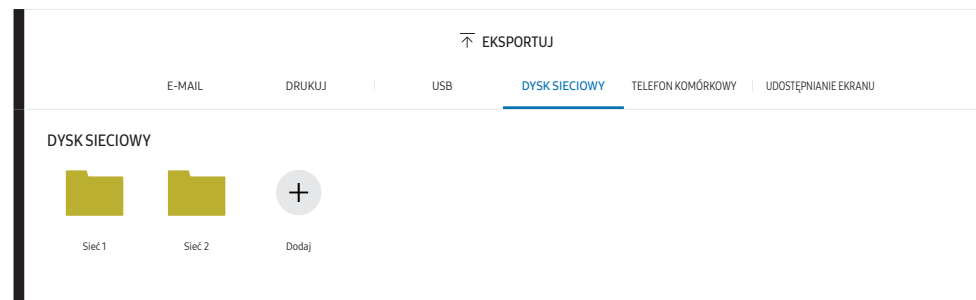 EKSPORTUJ
E-MAIL DRUKUJ USB DYSK SIECIOWY TELEFON KOMÓRKOWY UDOSTĘPNIANIE EKRANU
DYSK SIECIOWY
Sieć 1 Sieć 2 Dodaj